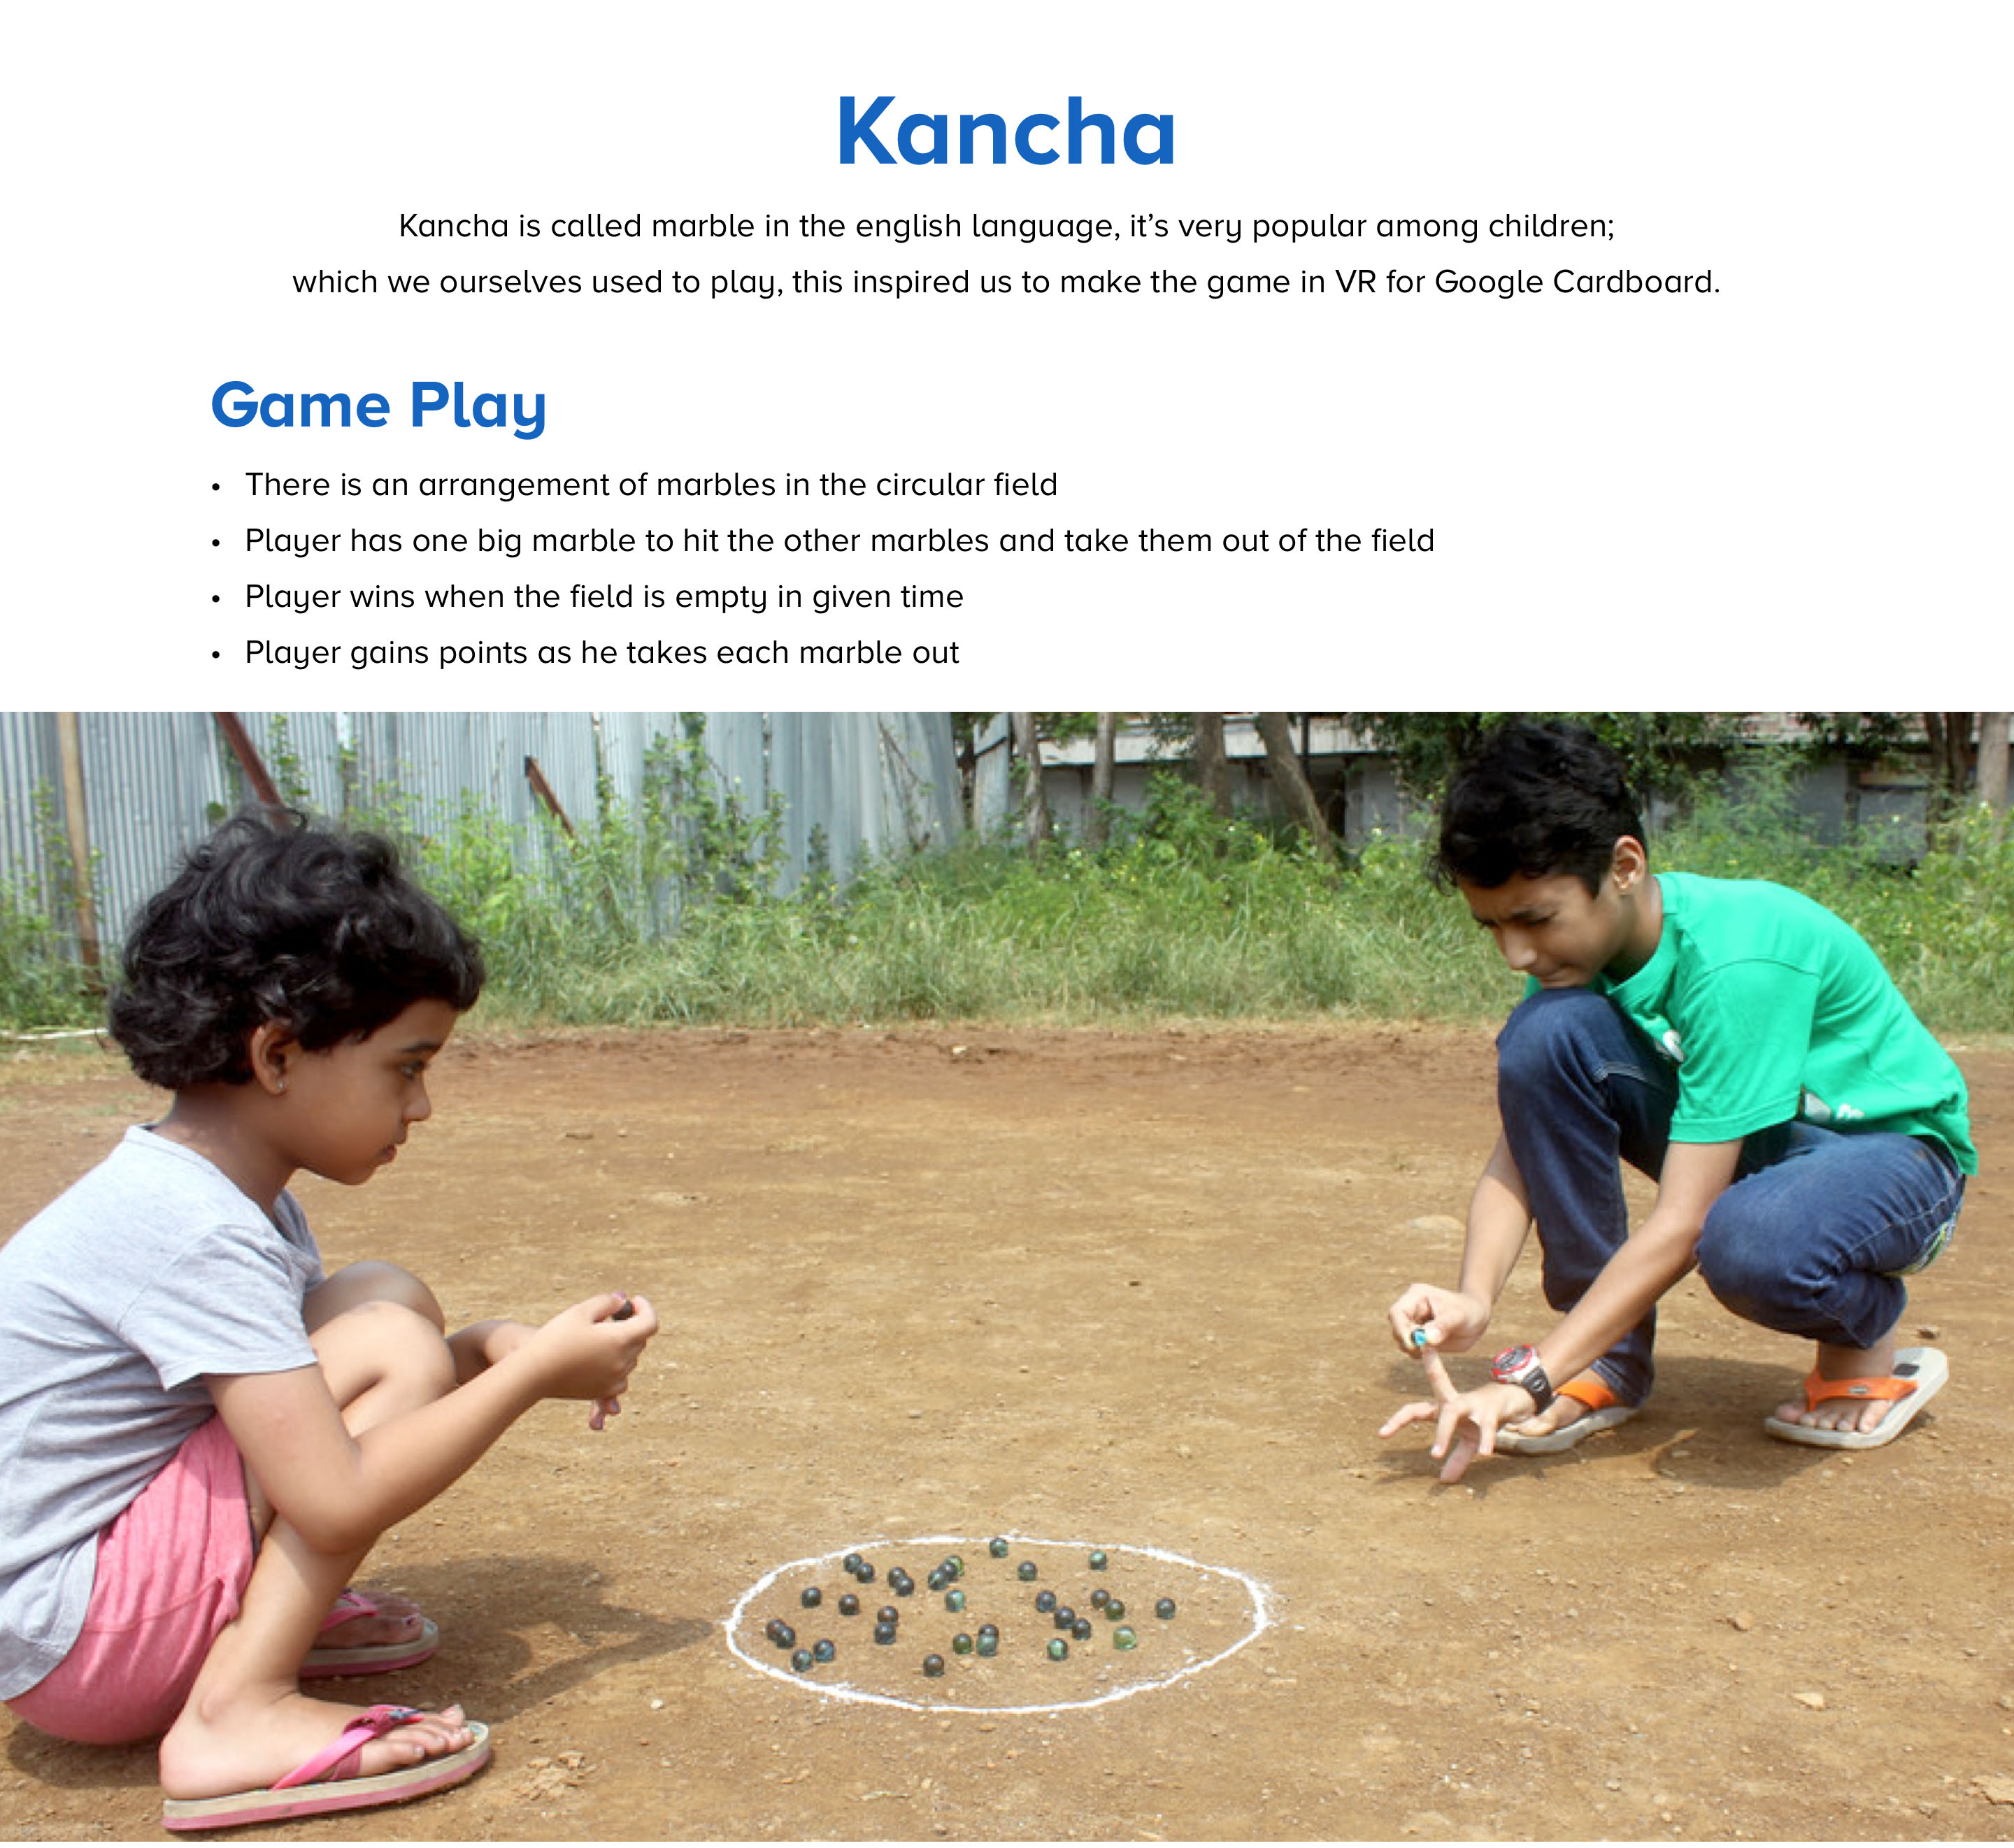 Kancha
Kancha is called marble in the english language, it’s very popular among children;
which we ourselves used to play, this inspired us to make the game in VR for Google Cardboard.
Game Play
• There is an arrangement of marbles in the circular field
• Player has one big marble to hit the other marbles and take them out of the field
• Player wins when the field is empty in given time
• Player gains points as he takes each marble out